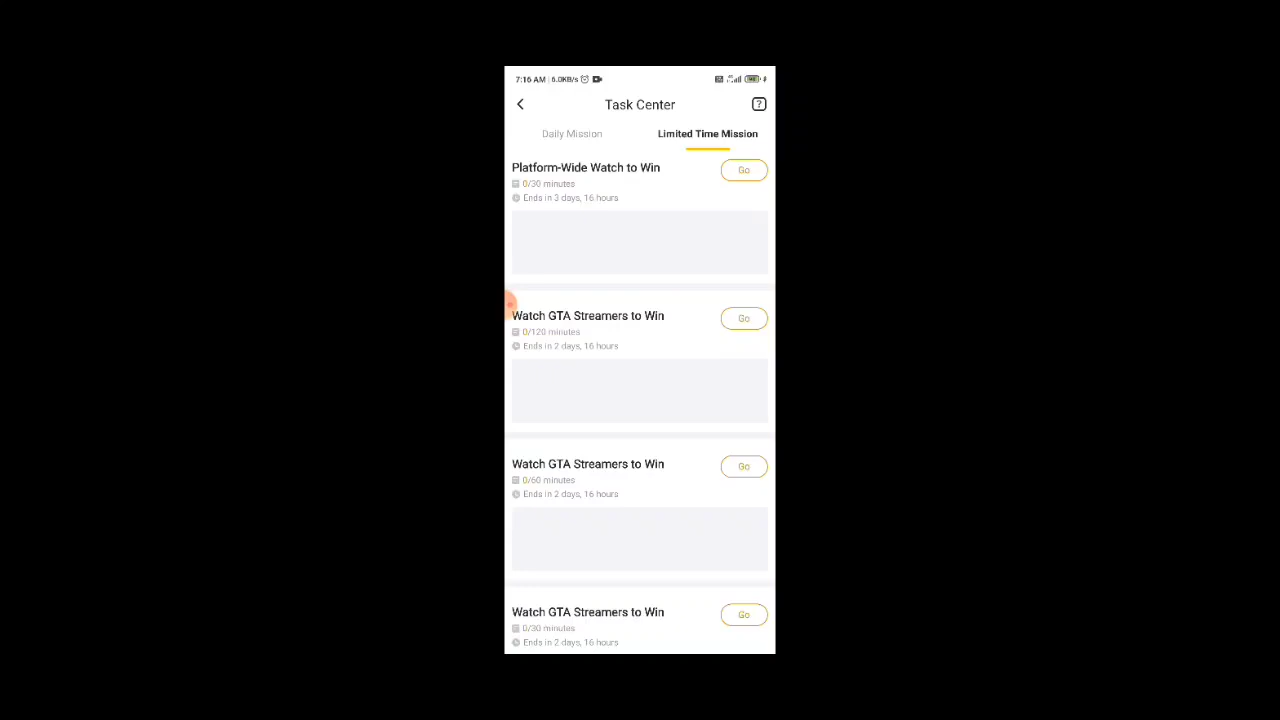 7:16 AM | 6.0KB/s
Task Center
Daily Mission
Limited Time Mission
Platform-Wide Watch to Win
Go
0/30 minutes
Ends in 3 days, 16 hours
Watch GTA Streamers to Win
Go
0/120 minutes
Ends in 2 days, 16 hours
Watch GTA Streamers to Win
Go
0/60 minutes
Ends in 2 days, 16 hours
Watch GTA Streamers to Win
Go
0/30 minutes
Ends in 2 days, 16 hours